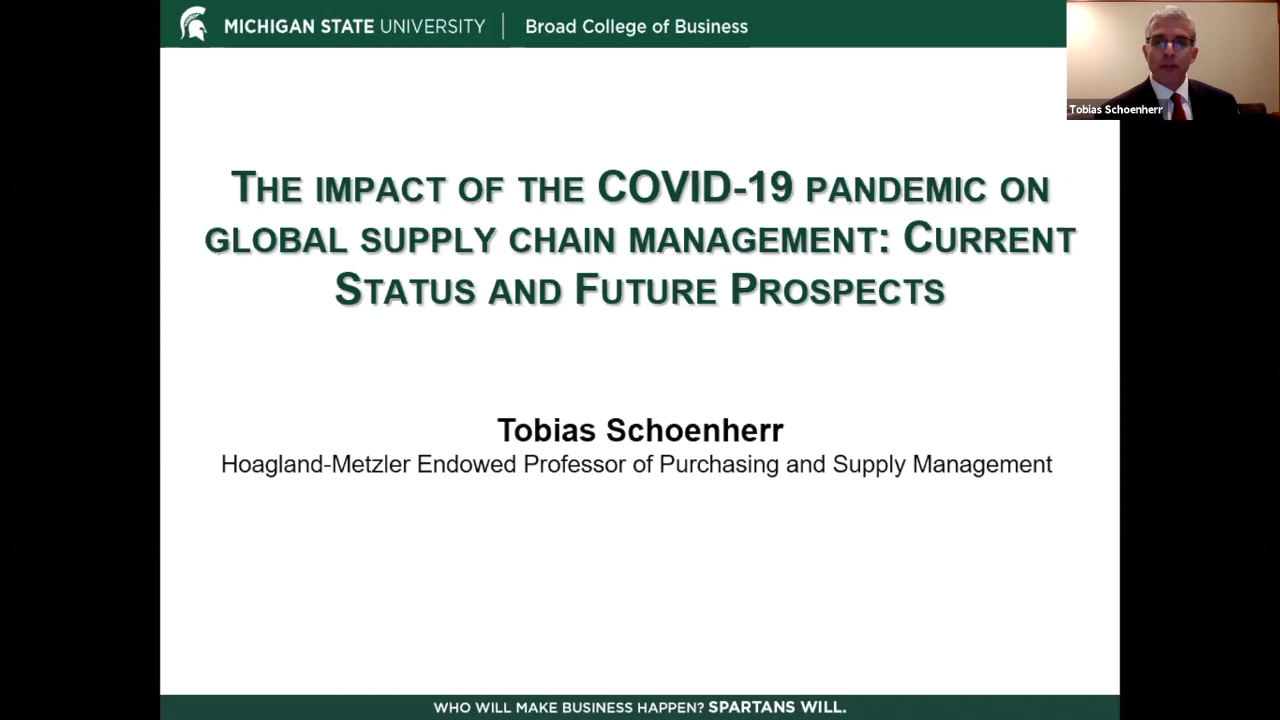 MICHIGAN STATE UNIVERSITY | Broad College of Business
Tobias Schoenherr
THE IMPACT OF THE COVID-19 PANDEMIC ON
GLOBAL SUPPLY CHAIN MANAGEMENT: CURRENT
STATUS AND FUTURE PROSPECTS
Tobias Schoenherr
Hoagland-Metzler Endowed Professor of Purchasing and Supply Management
WHO WILL MAKE BUSINESS HAPPEN? SPARTANS WILL.